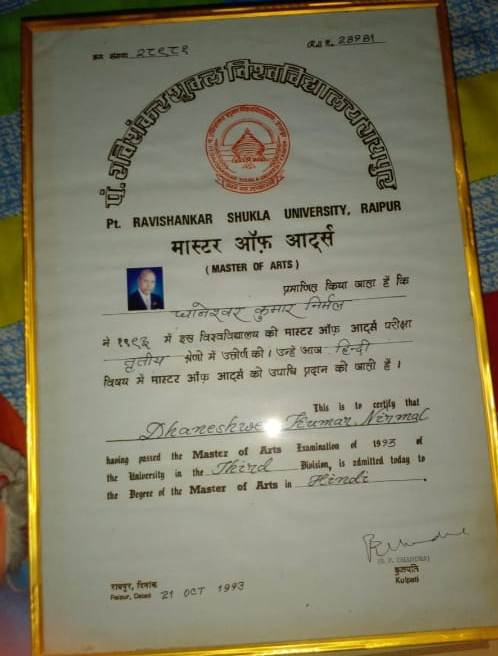 क्रम संख्या २८९८१
28981
पं. रविशंकर शुक्ल विश्वविद्यालय रायपुर
Pt. RAVISHANKAR SHUKLA UNIVERSITY, RAIPUR
मास्टर ऑफ़ आर्ट्स
( MASTER OF ARTS )
प्रमाणित किया जाता है कि
ध्यानेश्वर कुमार निर्मल
ने १९९३ में इस विश्वविद्यालय की मास्टर ऑफ़ आर्ट्स परीक्षा
तृतीय श्रेणी में उत्तीर्ण की । उन्हें आज हिन्दी
विषय में मास्टर ऑफ़ आर्ट्स की उपाधि प्रदान की जाती है ।
This is to certify that
Dhaneshwer Kumar Nirmal
having passed the Master of Arts Examination of 1993 of
the University in the Third Division, is admitted today to
the Degree of the Master of Arts in Hindi .
(R. P. CHANDRA)
कुलपति
Kulpati
रायपुर, दिनांक
Raipur, Dated 21 OCT 1993